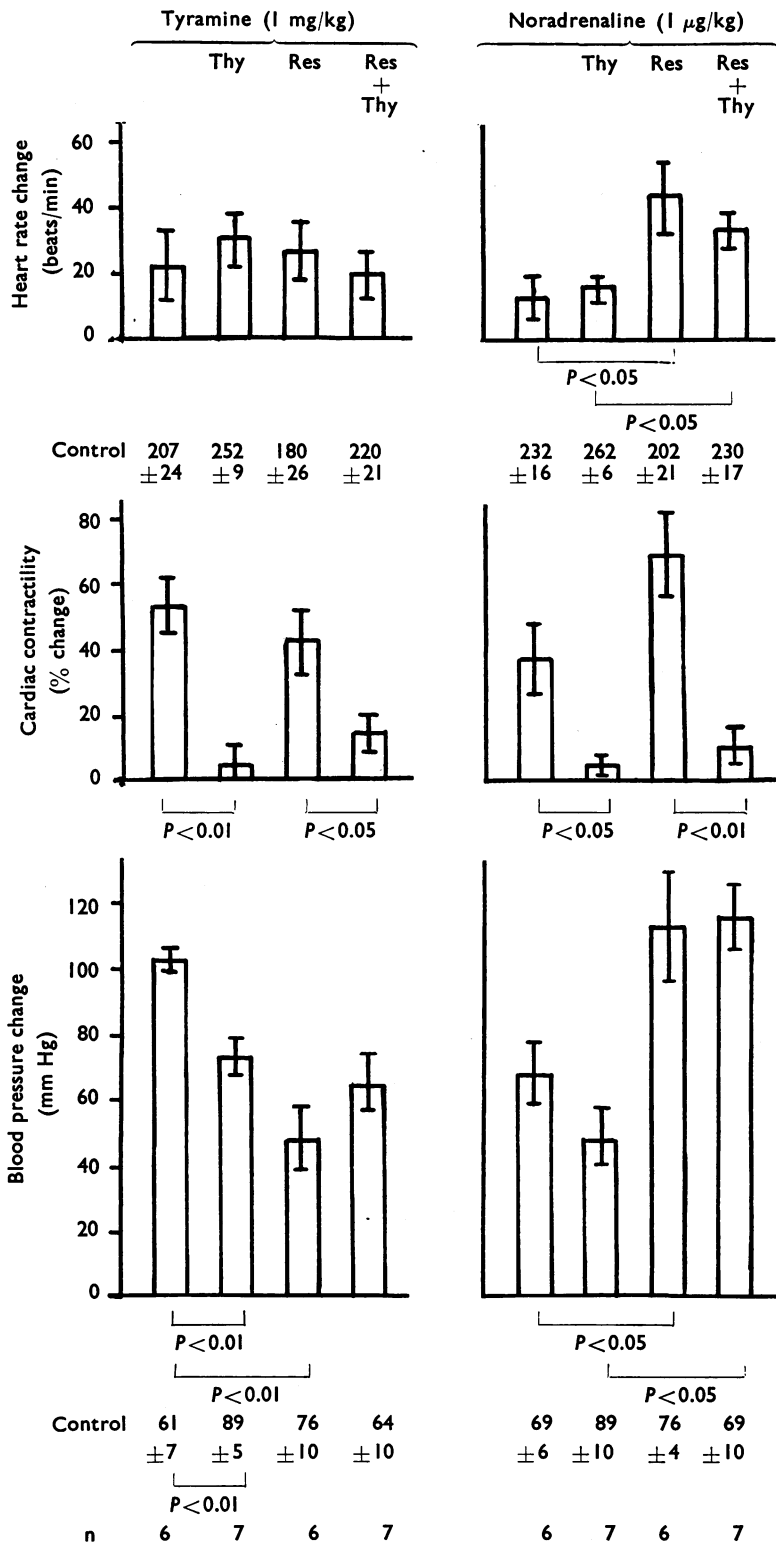 Tyramine (1 mg/kg) Noradrenaline (1 μg/kg)
Thy Res Res + Thy Thy Res Res + Thy
Heart rate change
(beats/min)
60
40
20
0
P<0.05
P<0.05
Control 207 252 180 220 232 262 202 230
±24 ±9 ±26 ±21 ±16 ±6 ±21 ±17
Cardiac contractility
(% change)
80
60
40
20
0
P<0.01 P<0.05 P<0.05 P<0.01
Blood pressure change
(mm Hg)
120
100
80
60
40
20
0
P<0.01 P<0.05
P<0.01 P<0.05
Control 61 89 76 64 69 89 76 69
±7 ±5 ±10 ±10 ±6 ±10 ±4 ±10
P<0.01
n 6 7 6 7 6 7 6 7